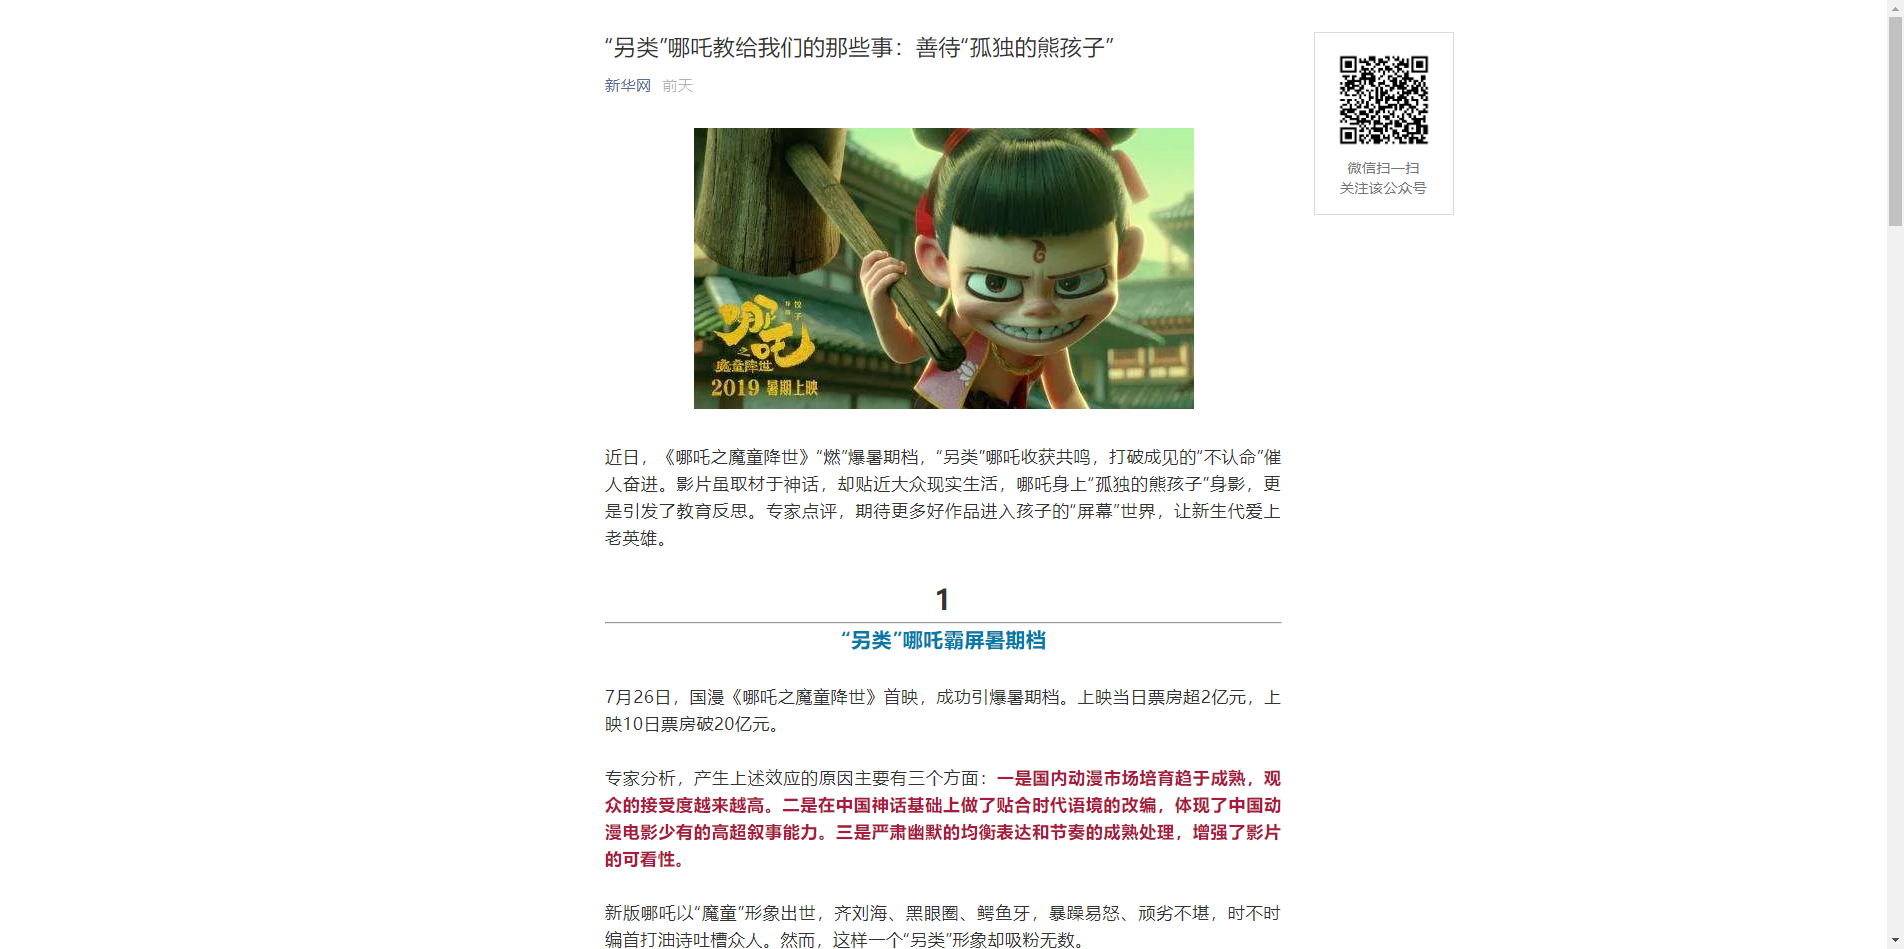 “另类”哪吒教给我们的那些事：善待“孤独的熊孩子”
新华网 前天
微信扫一扫
关注该公众号
导演 饺子
哪吒
之
魔童降世
2019 暑期上映
近日，《哪吒之魔童降世》“燃”爆暑期档，“另类”哪吒收获共鸣，打破成见的“不认命”催
人奋进。影片虽取材于神话，却贴近大众现实生活，哪吒身上“孤独的熊孩子”身影，更
是引发了教育反思。专家点评，期待更多好作品进入孩子的“屏幕”世界，让新生代爱上
老英雄。
1
“另类”哪吒霸屏暑期档
7月26日，国漫《哪吒之魔童降世》首映，成功引爆暑期档。上映当日票房超2亿元，上
映10日票房破20亿元。
专家分析，产生上述效应的原因主要有三个方面：一是国内动漫市场培育趋于成熟，观
众的接受度越来越高。二是在中国神话基础上做了贴合时代语境的改编，体现了中国动
漫电影少有的高超叙事能力。三是严肃幽默的均衡表达和节奏的成熟处理，增强了影片
的可看性。
新版哪吒以“魔童”形象出世，齐刘海、黑眼圈、鳄鱼牙，暴躁易怒、顽劣不堪，时不时
编首打油诗吐槽众人。然而，这样一个“另类”形象却吸粉无数。